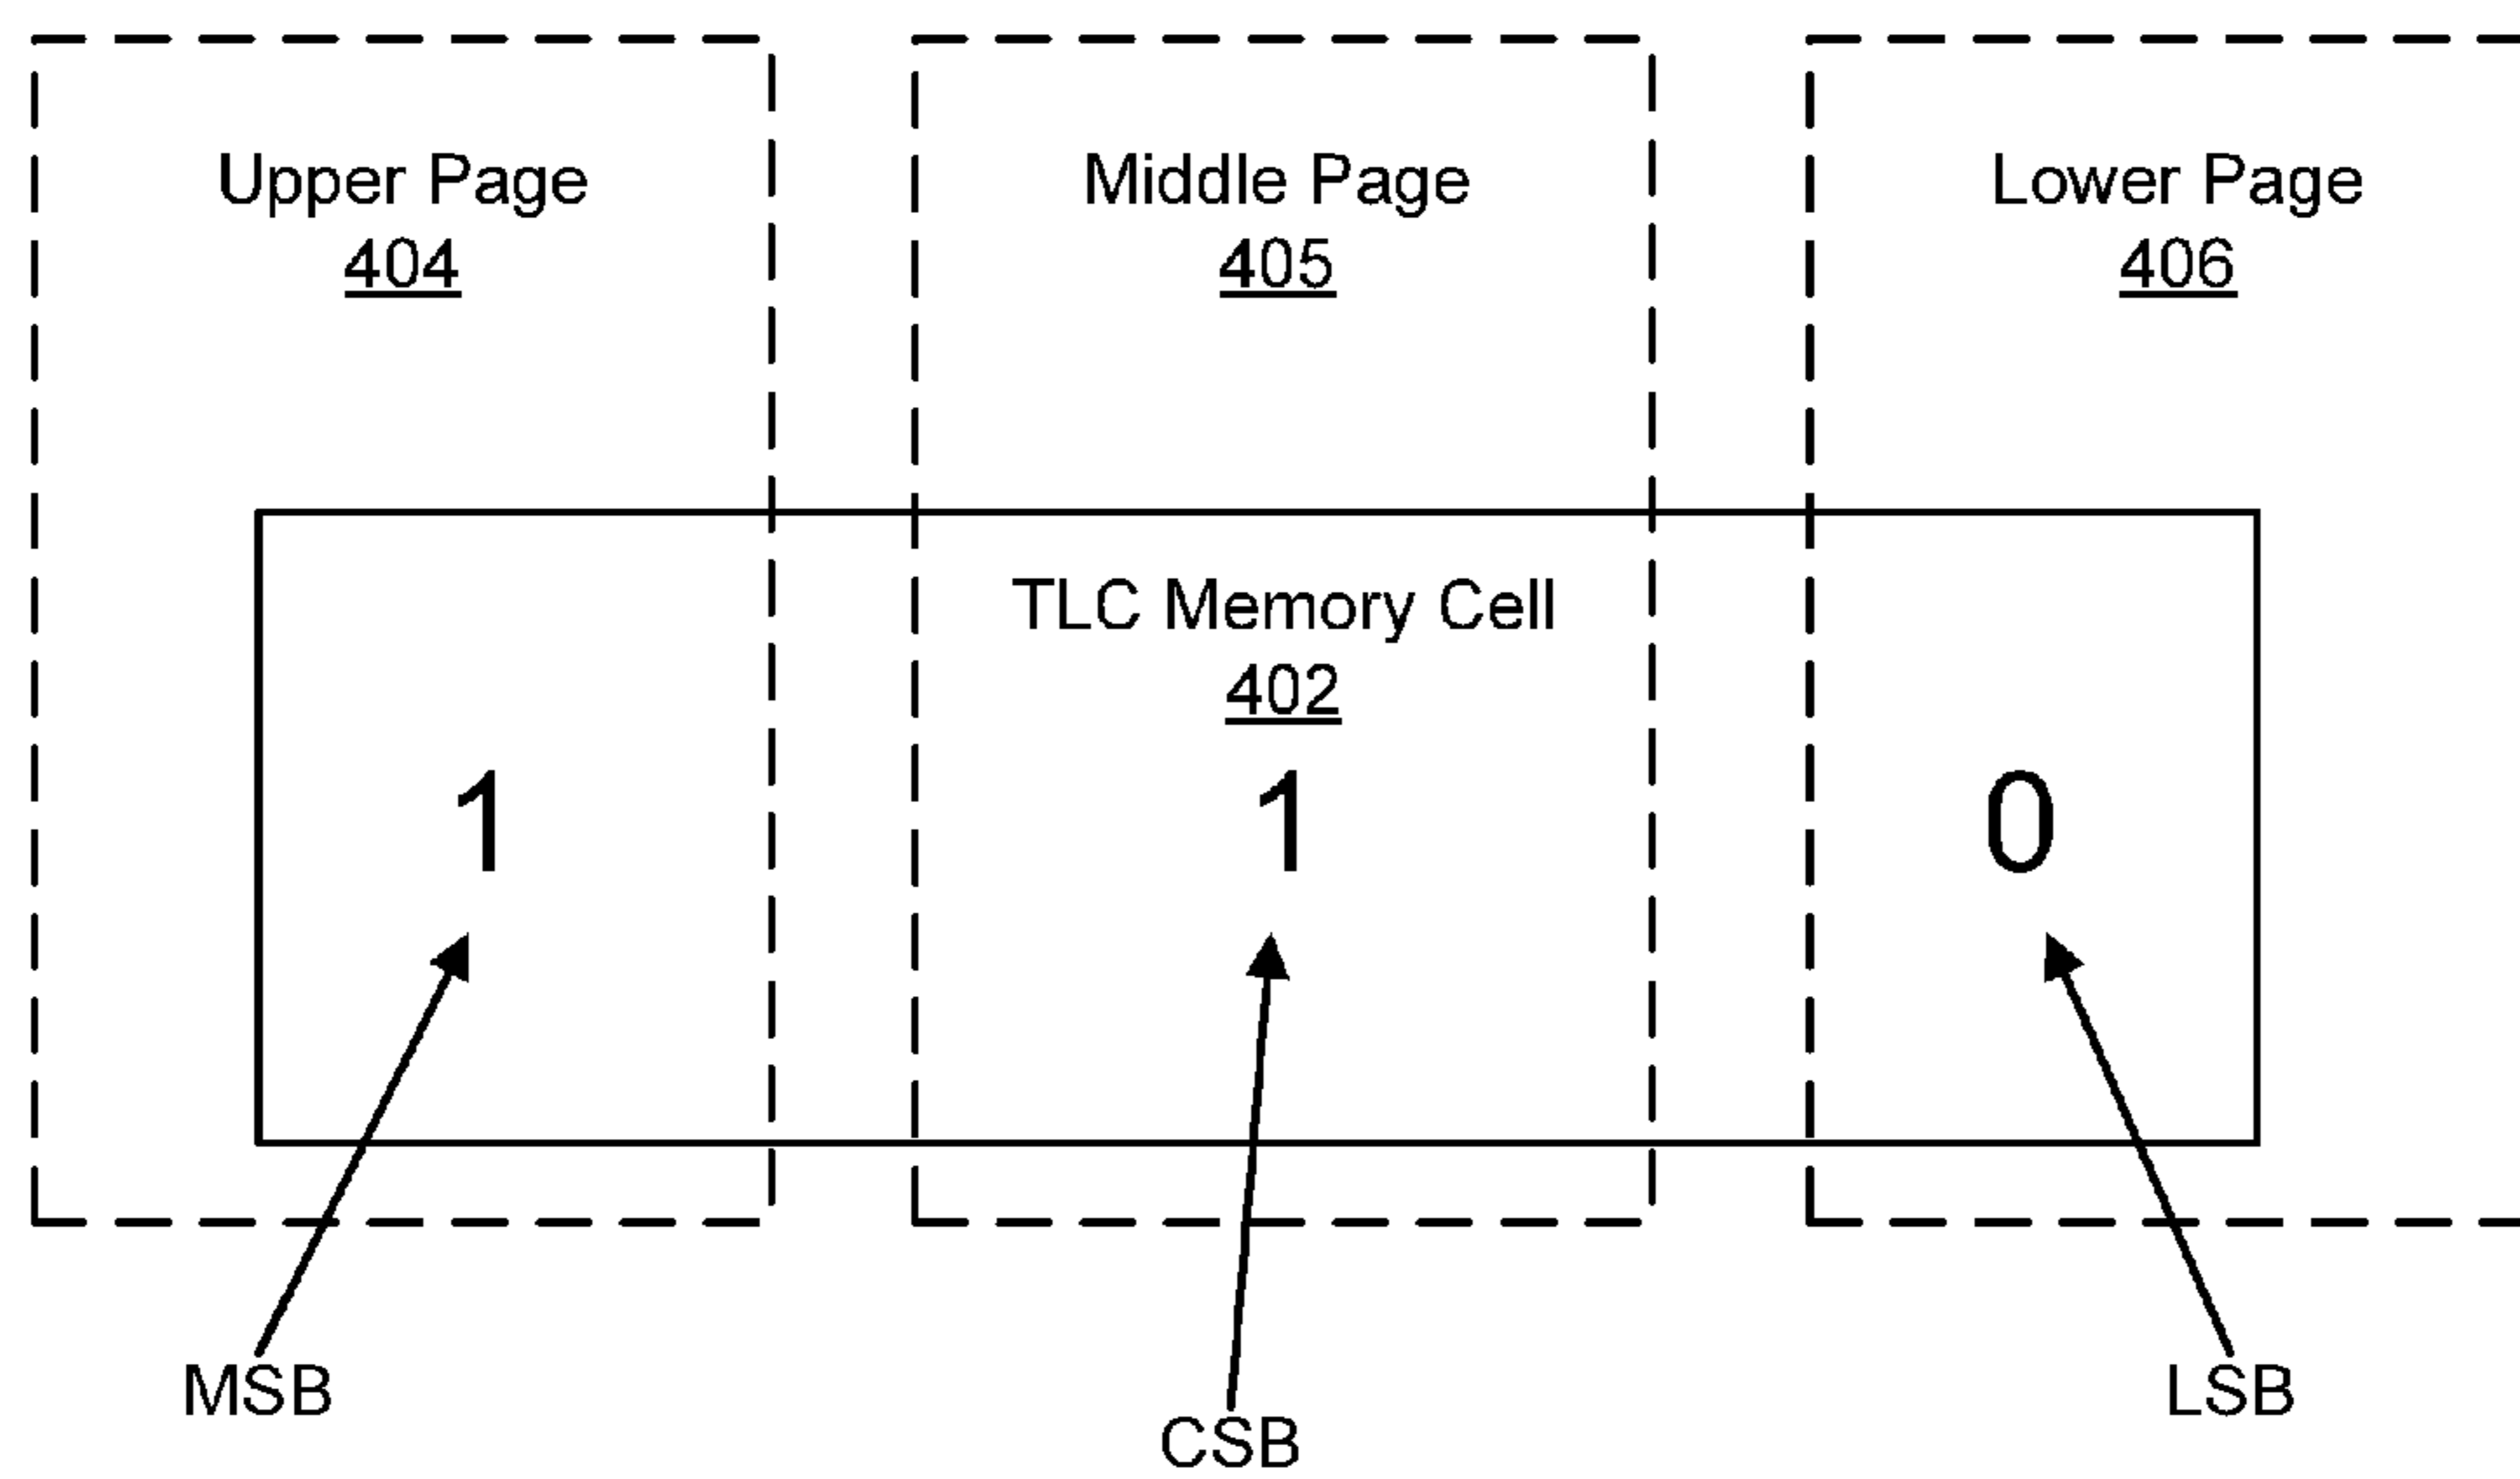 Upper Page
404
Middle Page
405
Lower Page
406
TLC Memory Cell
402
1
1
0
MSB
CSB
LSB